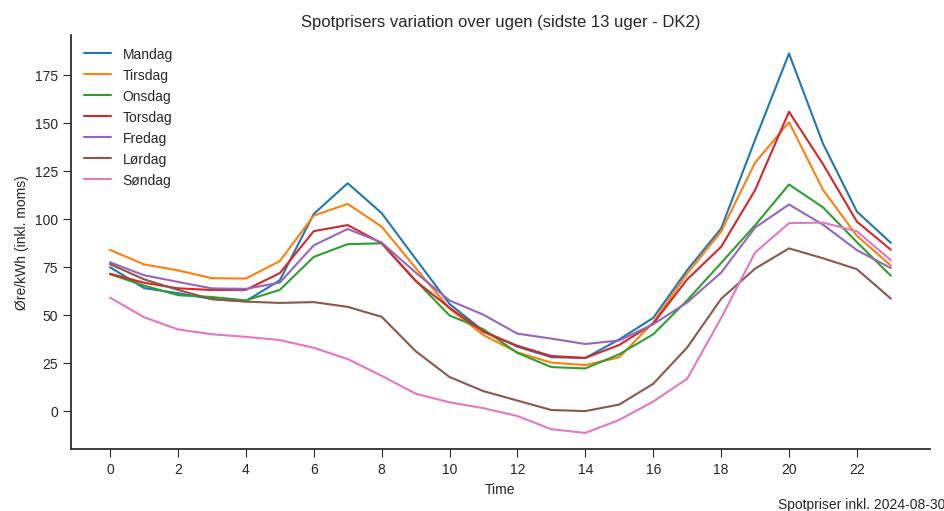 Spotprisers variation over ugen (sidste 13 uger - DK2)
Mandag
Tirsdag
Onsdag
Torsdag
Fredag
Lørdag
Søndag
Øre/kWh (inkl. moms)
175
150
125
100
75
50
25
0
0 2 4 6 8 10 12 14 16 18 20 22
Time
Spotpriser inkl. 2024-08-30